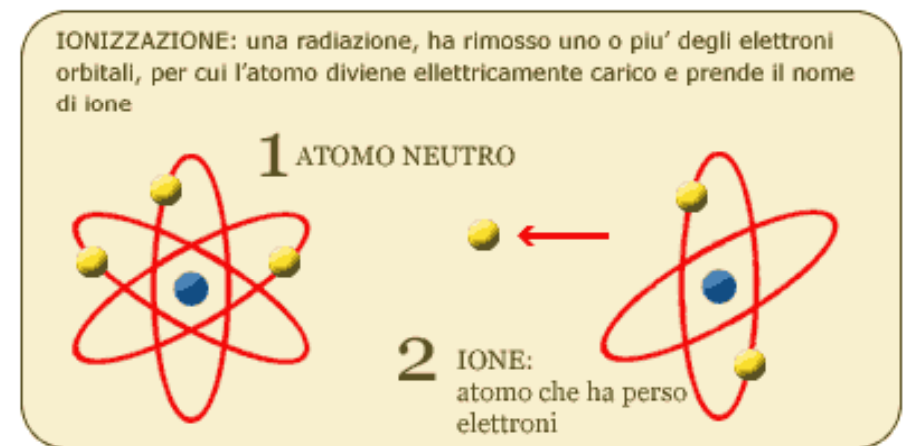 IONIZZAZIONE: una radiazione, ha rimosso uno o piu' degli elettroni
orbitali, per cui l'atomo diviene ellettricamente carico e prende il nome
di ione
1 ATOMO NEUTRO
2 IONE:
atomo che ha perso
elettroni